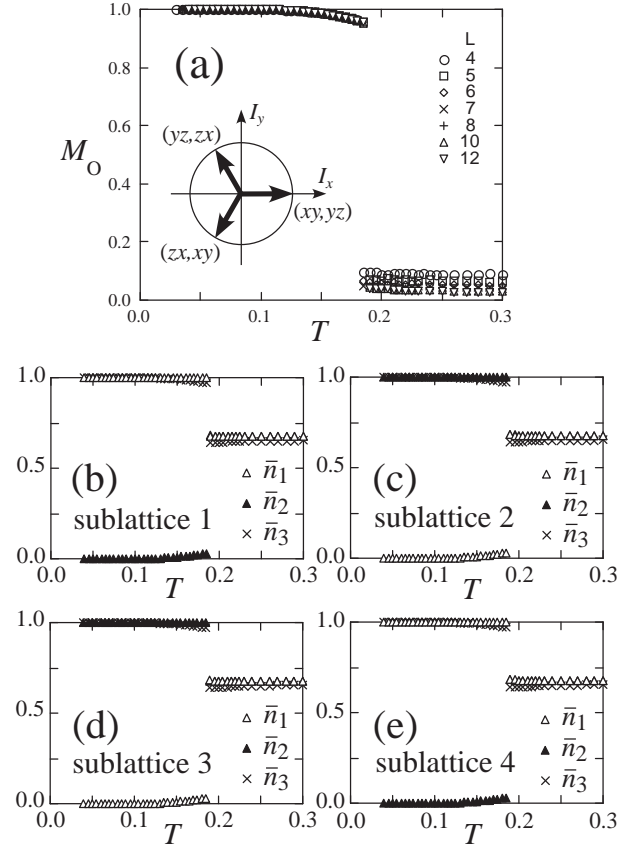 1.0
0.8
0.6
0.4
0.2
0.0
M_O
(a)
L
4
5
6
7
8
10
12
I_y
(yz,zx)
I_x
(xy,yz)
(zx,xy)
0.0 0.1 0.2 0.3
T
1.0
0.5
0.0
(b)
sublattice 1
n̄_1
n̄_2
n̄_3
0.0 0.1 0.2 0.3
T
1.0
0.5
0.0
(c)
sublattice 2
n̄_1
n̄_2
n̄_3
0.0 0.1 0.2 0.3
T
1.0
0.5
0.0
(d)
sublattice 3
n̄_1
n̄_2
n̄_3
0.0 0.1 0.2 0.3
T
1.0
0.5
0.0
(e)
sublattice 4
n̄_1
n̄_2
n̄_3
0.0 0.1 0.2 0.3
T